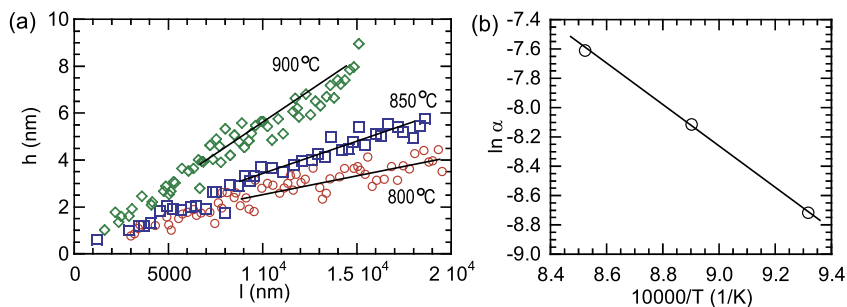 (a)
10
8
6
4
2
0
h (nm)
900°C
850°C
800°C
0
5000
1 10⁴
1.5 10⁴
2 10⁴
l (nm)
(b)
-7.4
-7.6
-7.8
-8.0
-8.2
-8.4
-8.6
-8.8
-9.0
ln α
8.4
8.6
8.8
9.0
9.2
9.4
10000/T (1/K)